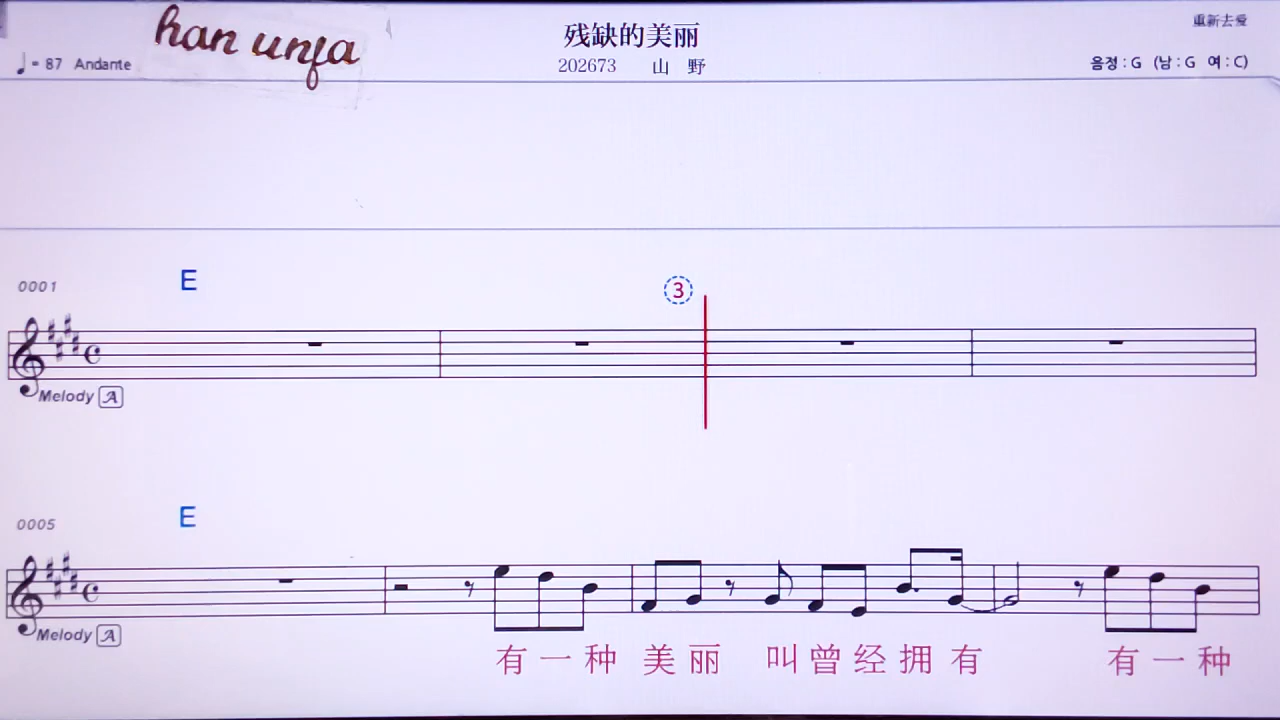 han unfa
残缺的美丽
重新去爱
♩= 87 Andante
202673 山 野
음정 : G (남 : G 여 : C)
0001
E
3
Melody A
0005
E
Melody A
有 一 种 美 丽 叫 曾 经 拥 有 有 一 种